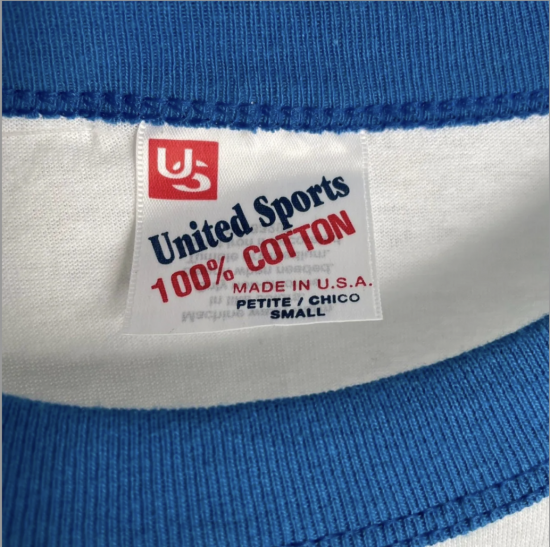 US
United Sports
100% COTTON
MADE IN U.S.A.
PETITE / CHICO
SMALL